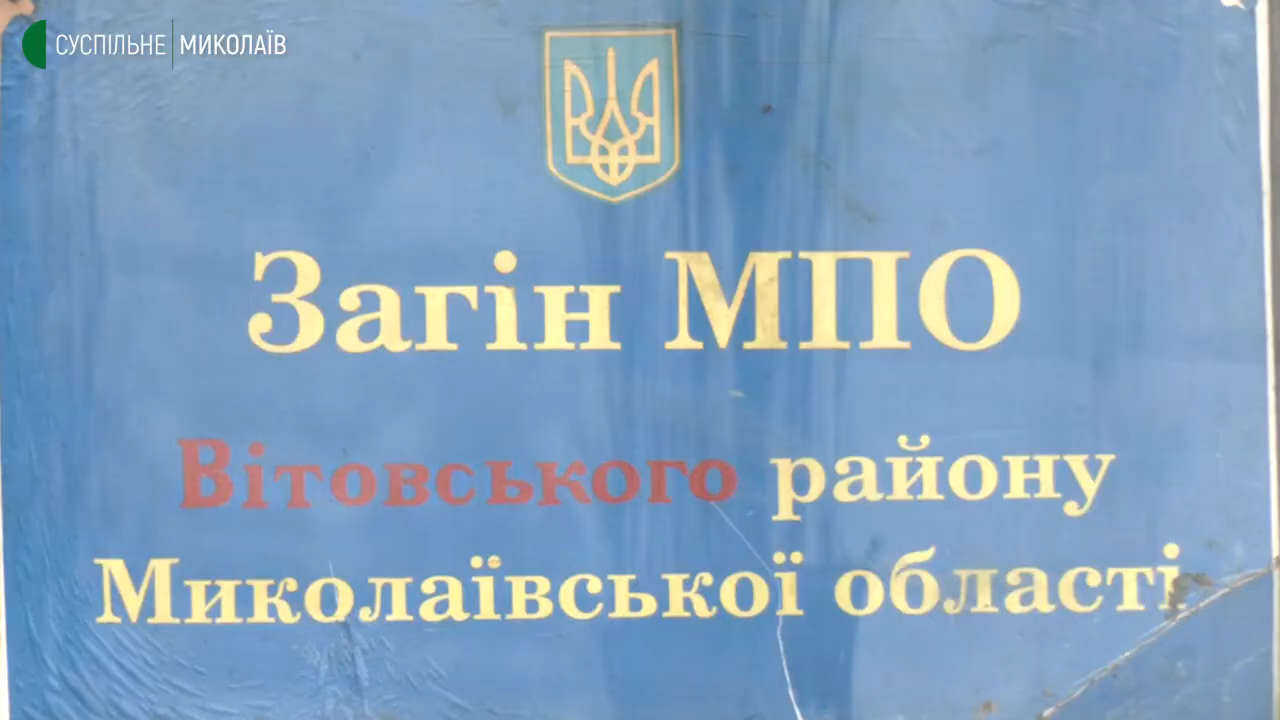 СУСПІЛЬНЕ МИКОЛАЇВ
Загін МПО
Вітовського району
Миколаївської області